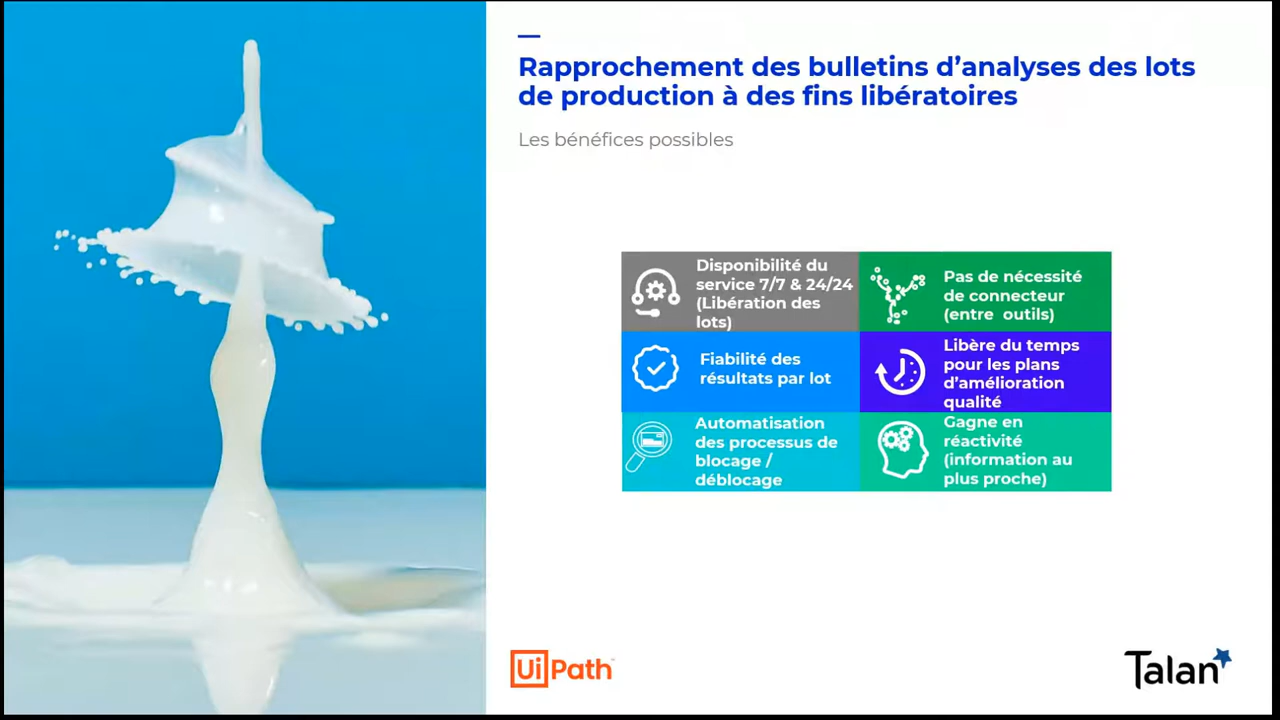 Rapprochement des bulletins d’analyses des lots
de production à des fins libératoires
Les bénéfices possibles
Disponibilité du
service 7/7 & 24/24
(Libération des
lots)
Pas de nécessité
de connecteur
(entre outils)
Fiabilité des
résultats par lot
Libère du temps
pour les plans
d’amélioration
qualité
Automatisation
des processus de
blocage /
déblocage
Gagne en
réactivité
(information au
plus proche)
UiPath
Talan